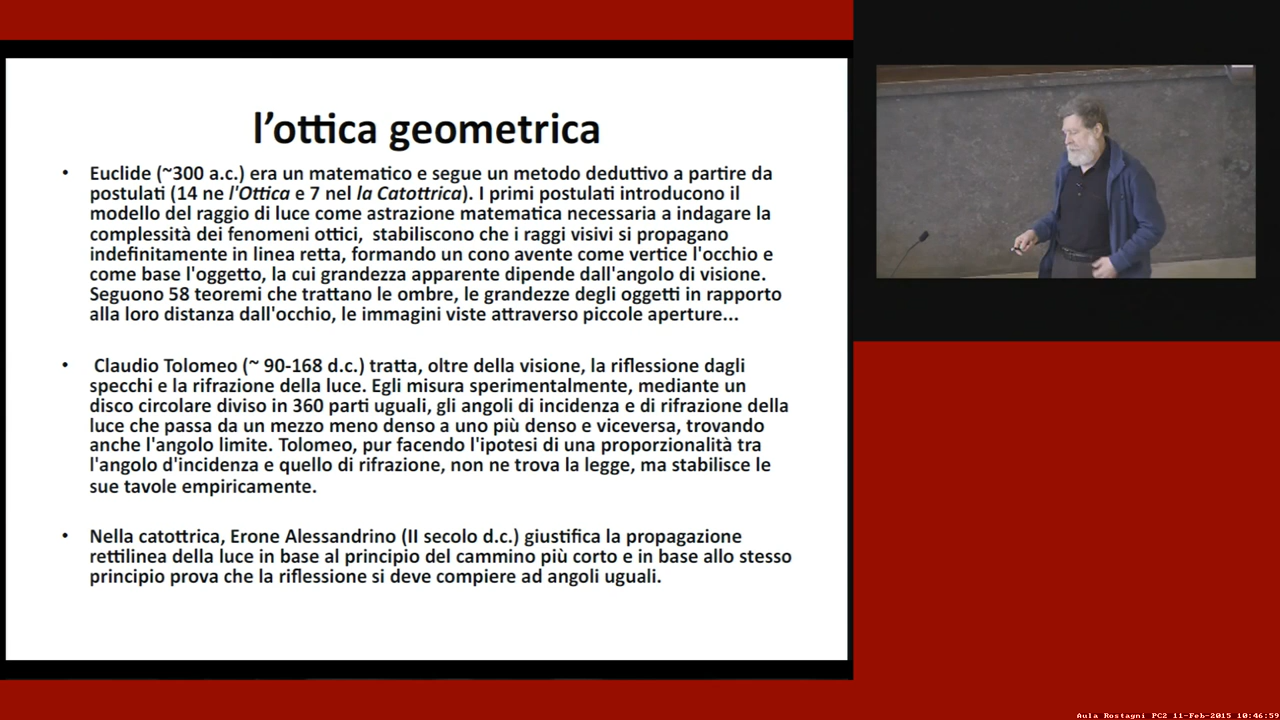 l'ottica geometrica
• Euclide (~300 a.c.) era un matematico e segue un metodo deduttivo a partire da
postulati (14 ne l'Ottica e 7 nel la Catottrica). I primi postulati introducono il
modello del raggio di luce come astrazione matematica necessaria a indagare la
complessità dei fenomeni ottici, stabiliscono che i raggi visivi si propagano
indefinitamente in linea retta, formando un cono avente come vertice l'occhio e
come base l'oggetto, la cui grandezza apparente dipende dall'angolo di visione.
Seguono 58 teoremi che trattano le ombre, le grandezze degli oggetti in rapporto
alla loro distanza dall'occhio, le immagini viste attraverso piccole aperture...
• Claudio Tolomeo (~ 90-168 d.c.) tratta, oltre della visione, la riflessione dagli
specchi e la rifrazione della luce. Egli misura sperimentalmente, mediante un
disco circolare diviso in 360 parti uguali, gli angoli di incidenza e di rifrazione della
luce che passa da un mezzo meno denso a uno più denso e viceversa, trovando
anche l'angolo limite. Tolomeo, pur facendo l'ipotesi di una proporzionalità tra
l'angolo d'incidenza e quello di rifrazione, non ne trova la legge, ma stabilisce le
sue tavole empiricamente.
• Nella catottrica, Erone Alessandrino (II secolo d.c.) giustifica la propagazione
rettilinea della luce in base al principio del cammino più corto e in base allo stesso
principio prova che la riflessione si deve compiere ad angoli uguali.
Aula Rostagni PC2 11-Feb-2015 10:46:59